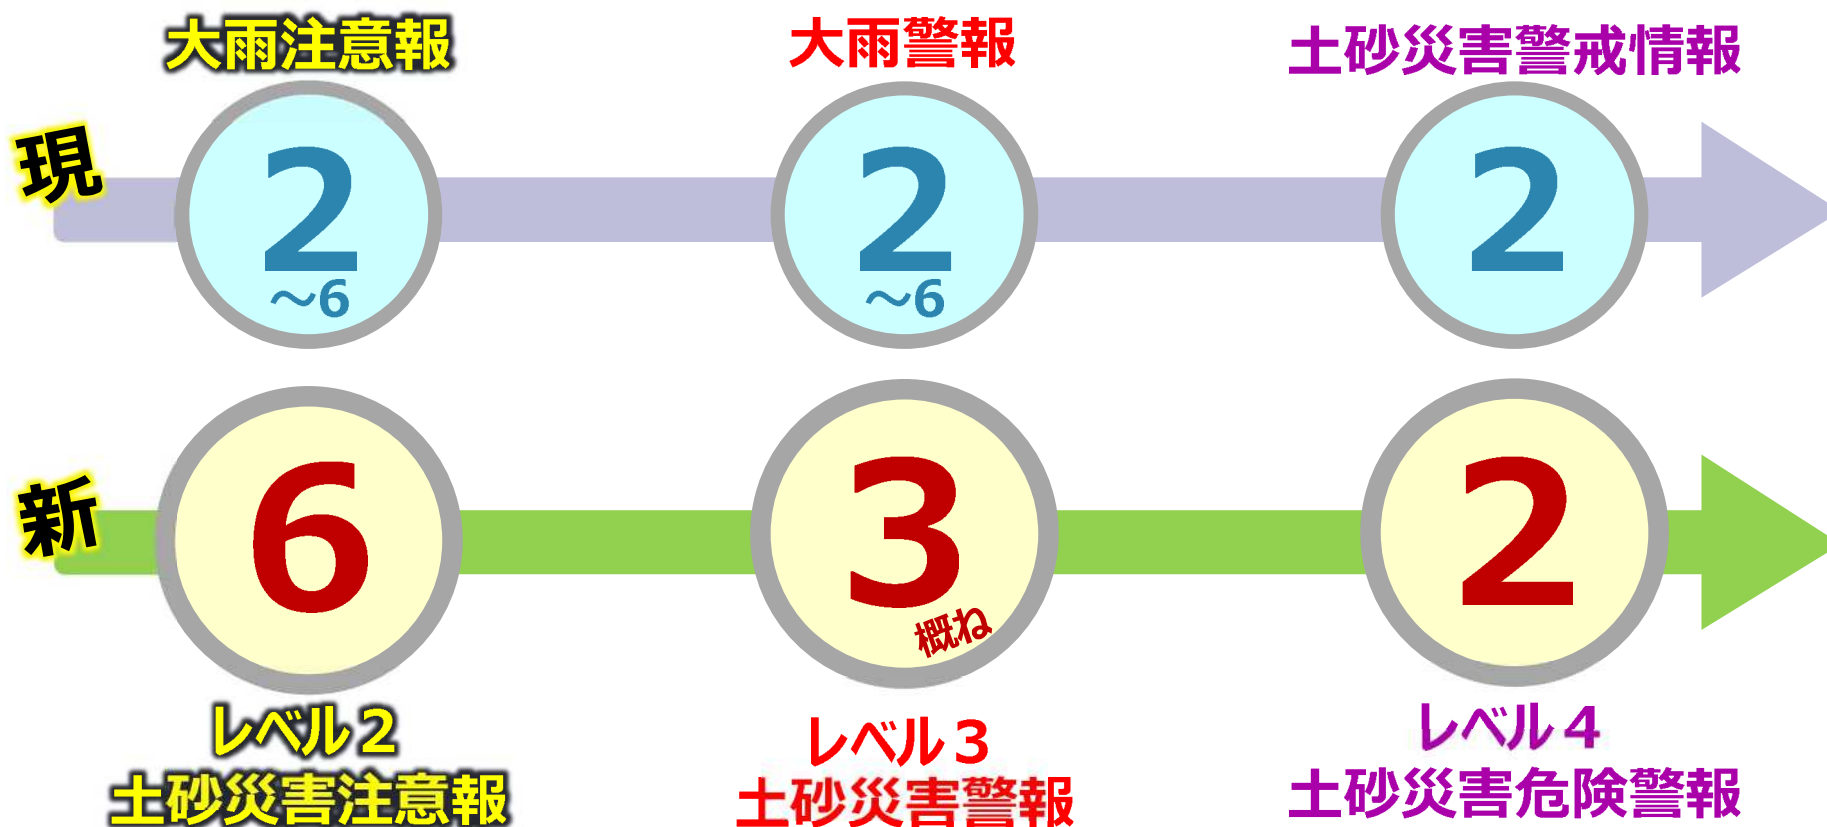 大雨注意報
大雨警報
土砂災害警戒情報
現
2
～6
2
～6
2
新
6
3
概ね
2
レベル２
土砂災害注意報
レベル３
土砂災害警報
レベル４
土砂災害危険警報